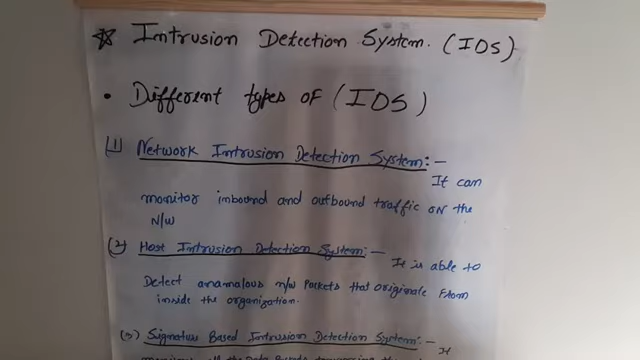 ☆ Intrusion Detection System. (IDS)
• Different types of (IDS)
(1) Network Intrusion Detection System:- It can
monitor inbound and outbound traffic on the
N/W
(2) Host Intrusion Detection System:- It is able to
Detect anamalous n/w Packets that originate From
inside the organization.
(3) Signature Based Intrusion Detection System:- It